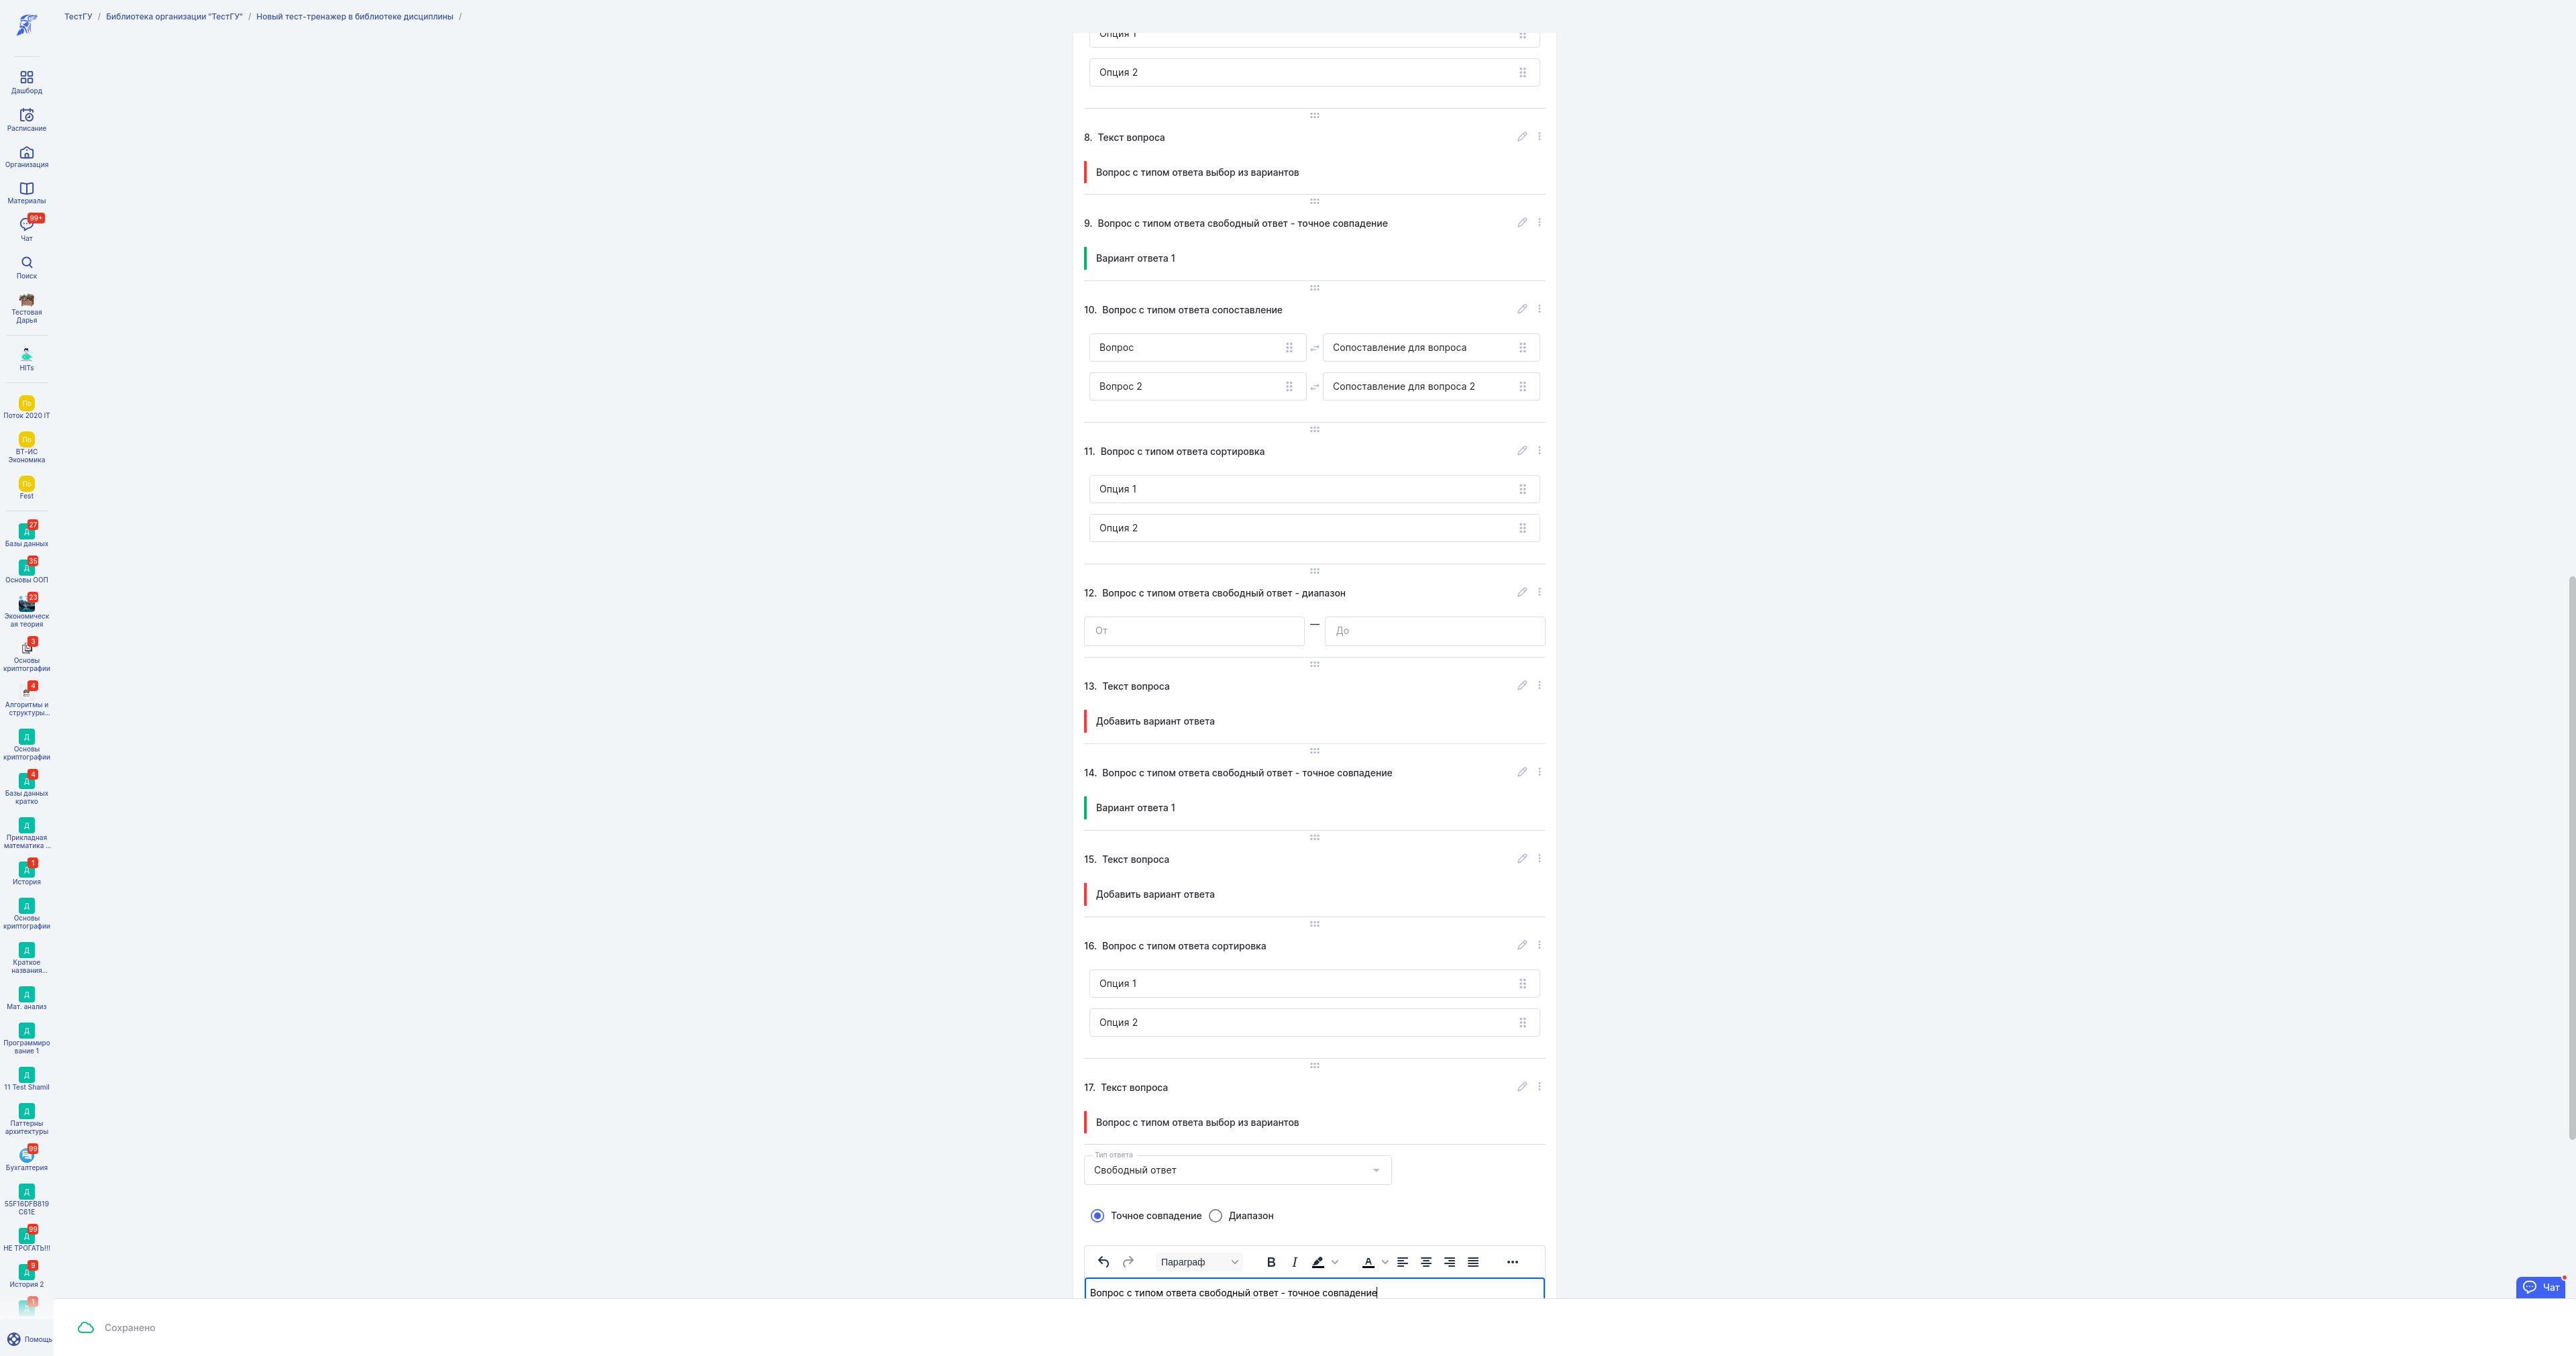 ТестГУ / Библиотека организации "ТестГУ" / Новый тест-тренажер в библиотеке дисциплины /
Дашборд
Расписание
Организация
Материалы
99+
Чат
Поиск
Тестовая
Дарья
HITs
По
Поток 2020 IT
По
ВТ-ИС
Экономика
По
Fest
27
Д
Базы данных
35
Д
Основы ООП
23
Экономическ
ая теория
3
Основы
криптографии
4
Алгоритмы и
структуры...
Д
Основы
криптографии
4
Д
Базы данных
кратко
Д
Прикладная
математика ...
1
Д
История
Д
Основы
криптографии
Д
Краткое
названия...
Д
Мат. анализ
Д
Программиро
вание 1
Д
11 Test Shamil
Д
Паттерны
архитектуры
99
Бухгалтерия
Д
55F16DFB819
C61E
99
Д
НЕ ТРОГАТЬ!!!
9
Д
История 2
1
Д
Помощь
Опция 1
Опция 2
8. Текст вопроса
Вопрос с типом ответа выбор из вариантов
9. Вопрос с типом ответа свободный ответ - точное совпадение
Вариант ответа 1
10. Вопрос с типом ответа сопоставление
Вопрос Сопоставление для вопроса
Вопрос 2 Сопоставление для вопроса 2
11. Вопрос с типом ответа сортировка
Опция 1
Опция 2
12. Вопрос с типом ответа свободный ответ - диапазон
От — До
13. Текст вопроса
Добавить вариант ответа
14. Вопрос с типом ответа свободный ответ - точное совпадение
Вариант ответа 1
15. Текст вопроса
Добавить вариант ответа
16. Вопрос с типом ответа сортировка
Опция 1
Опция 2
17. Текст вопроса
Вопрос с типом ответа выбор из вариантов
Тип ответа
Свободный ответ
Точное совпадение Диапазон
Параграф B I A
Вопрос с типом ответа свободный ответ - точное совпадение
Чат
Сохранено